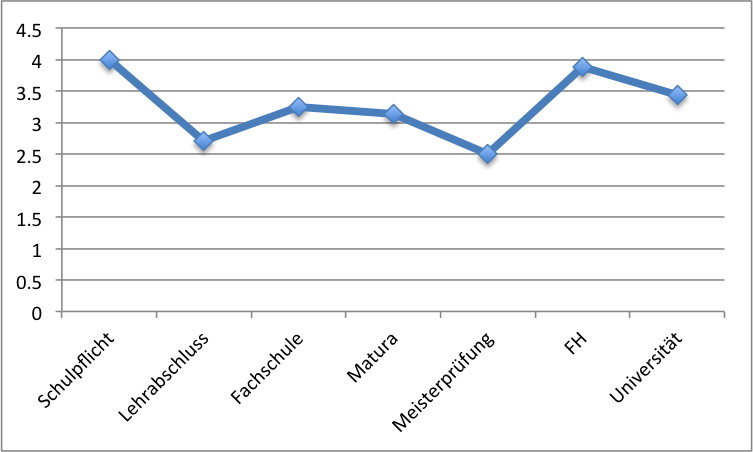 4.5
4
3.5
3
2.5
2
1.5
1
0.5
0
Schulpflicht
Lehrabschluss
Fachschule
Matura
Meisterprüfung
FH
Universität